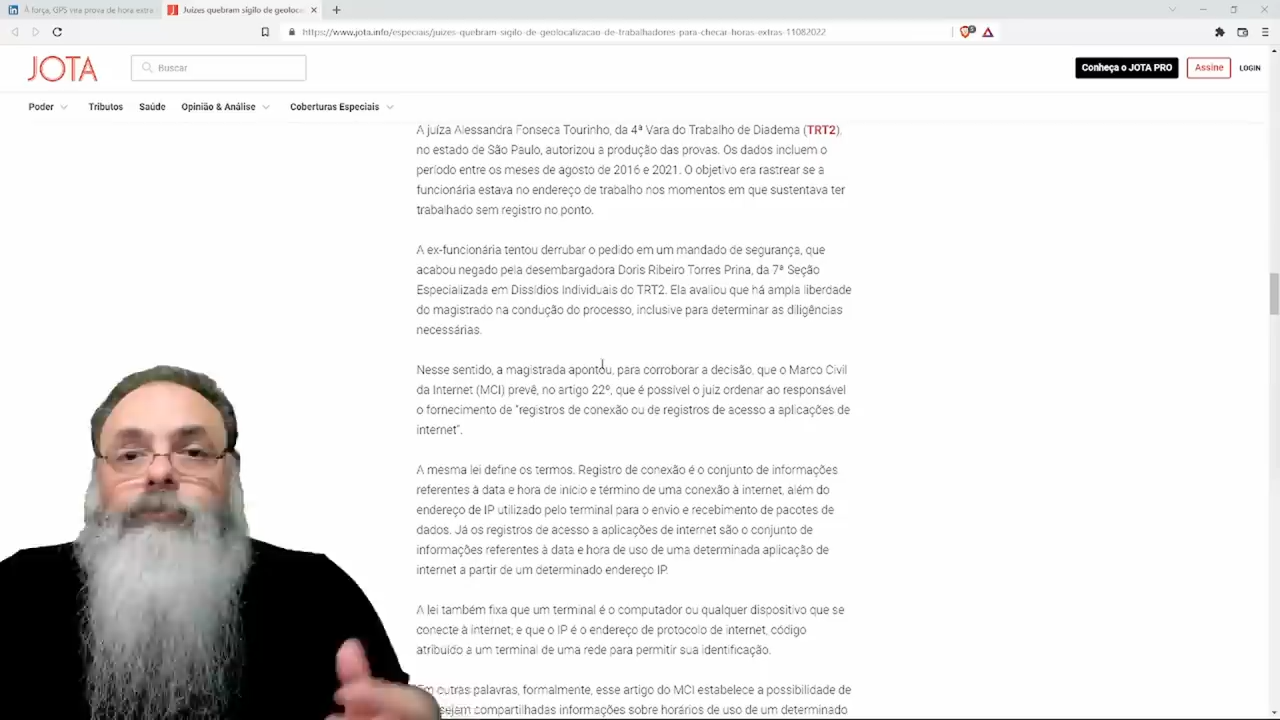 À força, GPS vira prova de hora extra
Juízes quebram sigilo de geoloc
https://www.jota.info/especiais/juizes-quebram-sigilo-de-geolocalizacao-de-trabalhadores-para-checar-horas-extras-11082022
JOTA
Buscar
Conheça o JOTA PRO
Assine
LOGIN
Poder
Tributos
Saúde
Opinião & Análise
Coberturas Especiais
A juíza Alessandra Fonseca Tourinho, da 4ª Vara do Trabalho de Diadema (TRT2),
no estado de São Paulo, autorizou a produção das provas. Os dados incluem o
período entre os meses de agosto de 2016 e 2021. O objetivo era rastrear se a
funcionária estava no endereço de trabalho nos momentos em que sustentava ter
trabalhado sem registro no ponto.
A ex-funcionária tentou derrubar o pedido em um mandado de segurança, que
acabou negado pela desembargadora Doris Ribeiro Torres Prina, da 7ª Seção
Especializada em Dissídios Individuais do TRT2. Ela avaliou que há ampla liberdade
do magistrado na condução do processo, inclusive para determinar as diligências
necessárias.
Nesse sentido, a magistrada apontou, para corroborar a decisão, que o Marco Civil
da Internet (MCI) prevê, no artigo 22º, que é possível o juiz ordenar ao responsável
o fornecimento de "registros de conexão ou de registros de acesso a aplicações de
internet".
A mesma lei define os termos. Registro de conexão é o conjunto de informações
referentes à data e hora de início e término de uma conexão à internet, além do
endereço de IP utilizado pelo terminal para o envio e recebimento de pacotes de
dados. Já os registros de acesso a aplicações de internet são o conjunto de
informações referentes à data e hora de uso de uma determinada aplicação de
internet a partir de um determinado endereço IP.
A lei também fixa que um terminal é o computador ou qualquer dispositivo que se
conecte à internet; e que o IP é o endereço de protocolo de internet, código
atribuído a um terminal de uma rede para permitir sua identificação.
Em outras palavras, formalmente, esse artigo do MCI estabelece a possibilidade de
sejam compartilhadas informações sobre horários de uso de um determinado